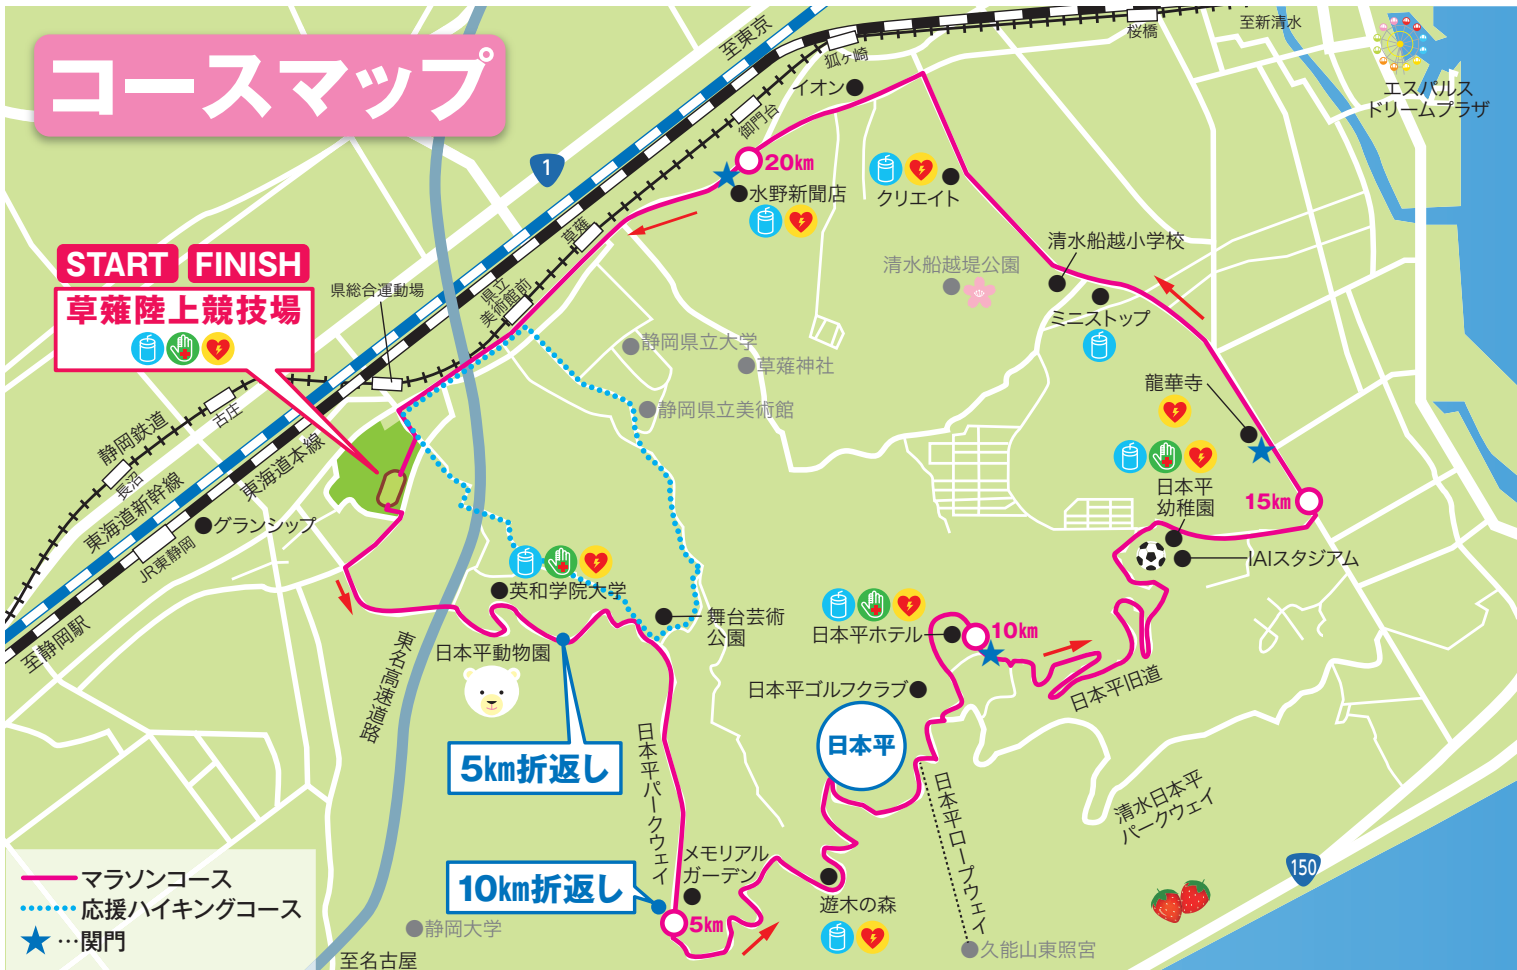 コースマップ
至東京
狐ヶ崎
桜橋
至新清水
エスパルス
ドリームプラザ
イオン
御門台
1
20km
水野新聞店
クリエイト
草薙
清水船越小学校
清水船越堤公園
START FINISH
草薙陸上競技場
県総合運動場
県立
美術館前
ミニストップ
静岡県立大学
草薙神社
静岡県立美術館
龍華寺
古庄
静岡鉄道
長沼
東海道新幹線
東海道本線
グランシップ
JR東静岡
至静岡駅
日本平
幼稚園
15km
IAIスタジアム
英和学院大学
舞台芸術
公園
日本平動物園
東名高速道路
日本平ホテル
10km
日本平旧道
日本平ゴルフクラブ
日本平
5km折返し
日本平パークウェイ
日本平ロープウェイ
清水日本平
パークウェイ
10km折返し
メモリアル
ガーデン
5km
遊木の森
150
久能山東照宮
静岡大学
至名古屋
マラソンコース
応援ハイキングコース
…関門